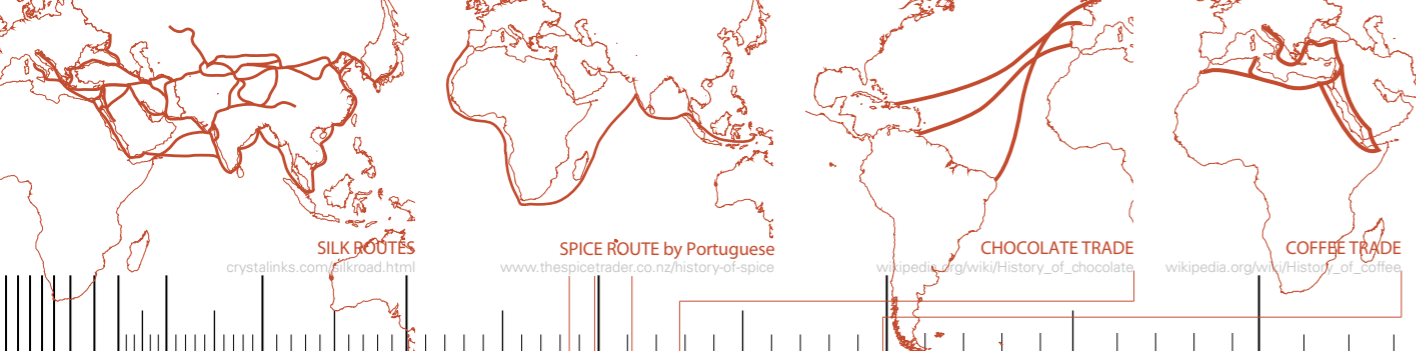 SILK ROUTES
crystalinks.com/silkroad.html
SPICE ROUTE by Portuguese
www.thespicetrader.co.nz/history-of-spice
CHOCOLATE TRADE
wikipedia.org/wiki/History_of_chocolate
COFFEE TRADE
wikipedia.org/wiki/History_of_coffee